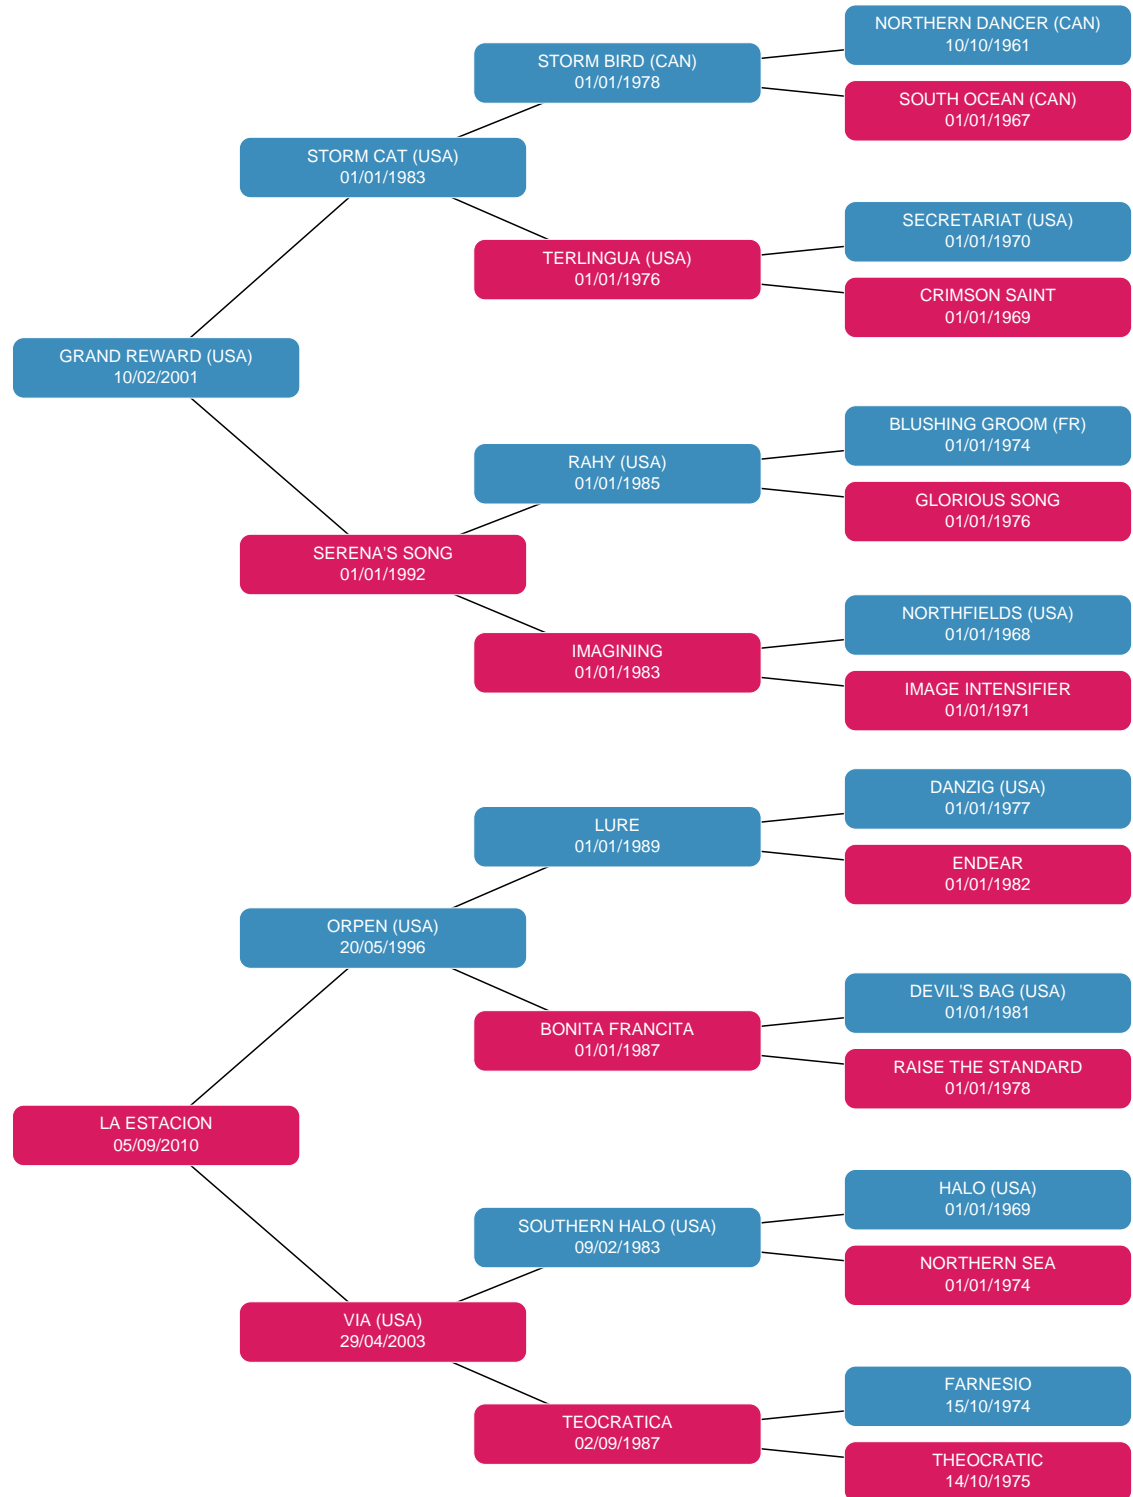 NORTHERN DANCER (CAN)
10/10/1961
STORM BIRD (CAN)
01/01/1978
SOUTH OCEAN (CAN)
01/01/1967
STORM CAT (USA)
01/01/1983
SECRETARIAT (USA)
01/01/1970
TERLINGUA (USA)
01/01/1976
CRIMSON SAINT
01/01/1969
GRAND REWARD (USA)
10/02/2001
BLUSHING GROOM (FR)
01/01/1974
RAHY (USA)
01/01/1985
GLORIOUS SONG
01/01/1976
SERENA'S SONG
01/01/1992
NORTHFIELDS (USA)
01/01/1968
IMAGINING
01/01/1983
IMAGE INTENSIFIER
01/01/1971
DANZIG (USA)
01/01/1977
LURE
01/01/1989
ENDEAR
01/01/1982
ORPEN (USA)
20/05/1996
DEVIL'S BAG (USA)
01/01/1981
BONITA FRANCITA
01/01/1987
RAISE THE STANDARD
01/01/1978
LA ESTACION
05/09/2010
HALO (USA)
01/01/1969
SOUTHERN HALO (USA)
09/02/1983
NORTHERN SEA
01/01/1974
VIA (USA)
29/04/2003
FARNESIO
15/10/1974
TEOCRATICA
02/09/1987
THEOCRATIC
14/10/1975